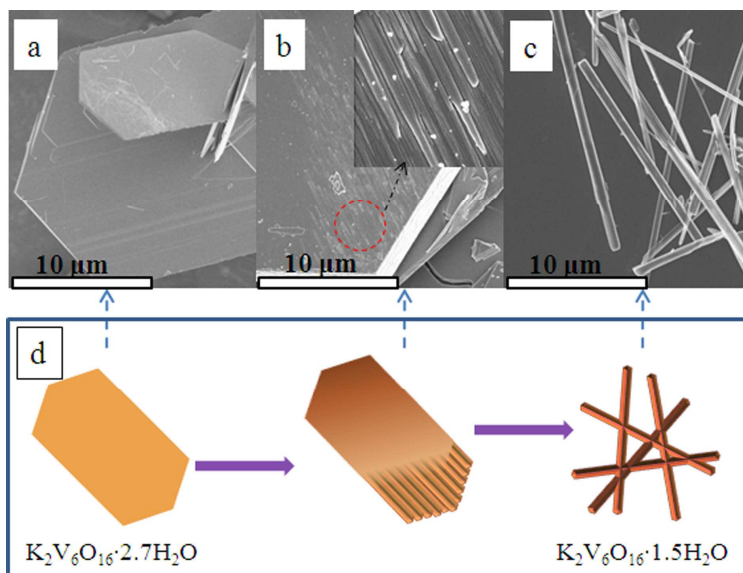 a
b
c
10 µm
10 µm
10 µm
d
K₂V₆O₁₆·2.7H₂O
K₂V₆O₁₆·1.5H₂O